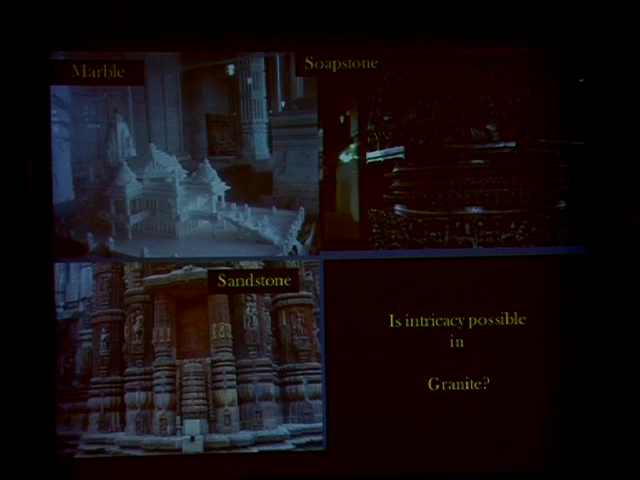 Marble
Soapstone
Sandstone
Is intricacy possible
in
Granite?